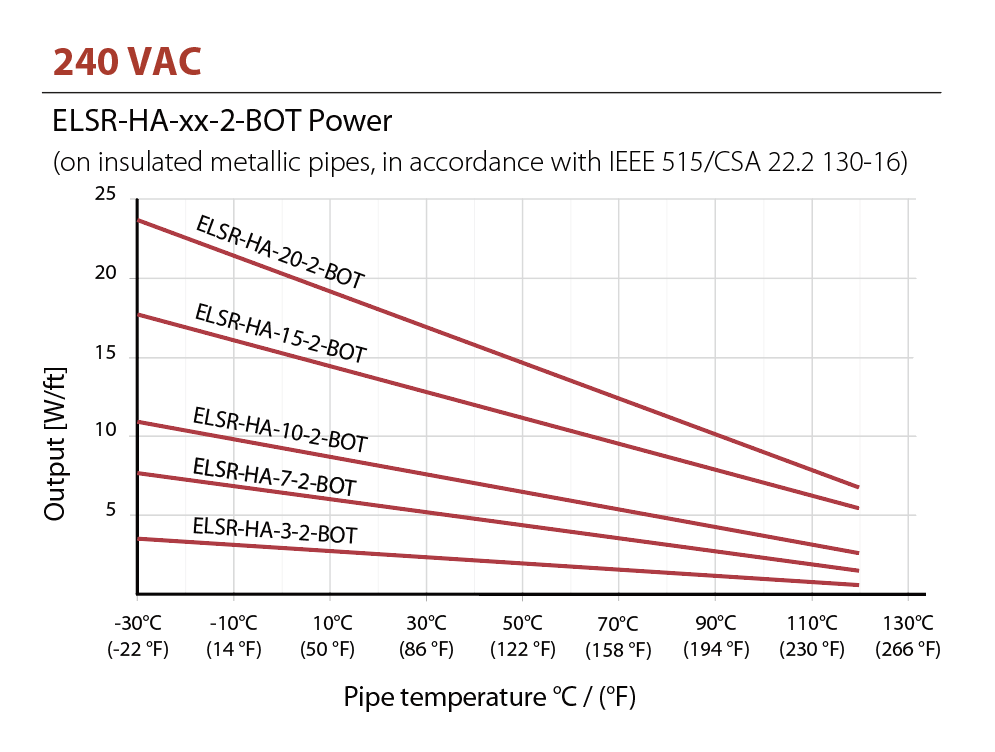 240 VAC
ELSR-HA-xx-2-BOT Power
(on insulated metallic pipes, in accordance with IEEE 515/CSA 22.2 130-16)
25
20
15
10
5
Output [W/ft]
ELSR-HA-20-2-BOT
ELSR-HA-15-2-BOT
ELSR-HA-10-2-BOT
ELSR-HA-7-2-BOT
ELSR-HA-3-2-BOT
-30°C -10°C 10°C 30°C 50°C 70°C 90°C 110°C 130°C
(-22 °F) (14 °F) (50 °F) (86 °F) (122 °F) (158 °F) (194 °F) (230 °F) (266 °F)
Pipe temperature °C / (°F)